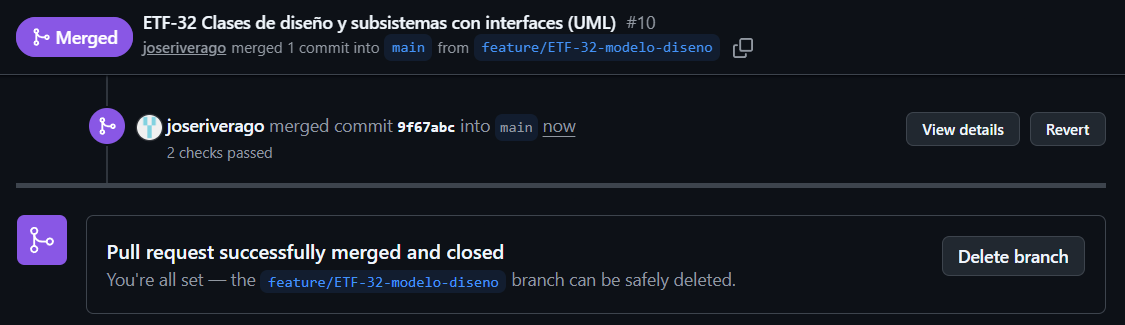 Merged
ETF-32 Clases de diseño y subsistemas con interfaces (UML) #10
joseriverago merged 1 commit into main from feature/ETF-32-modelo-diseno
joseriverago merged commit 9f67abc into main now
View details
Revert
2 checks passed
Pull request successfully merged and closed
You're all set — the feature/ETF-32-modelo-diseno branch can be safely deleted.
Delete branch